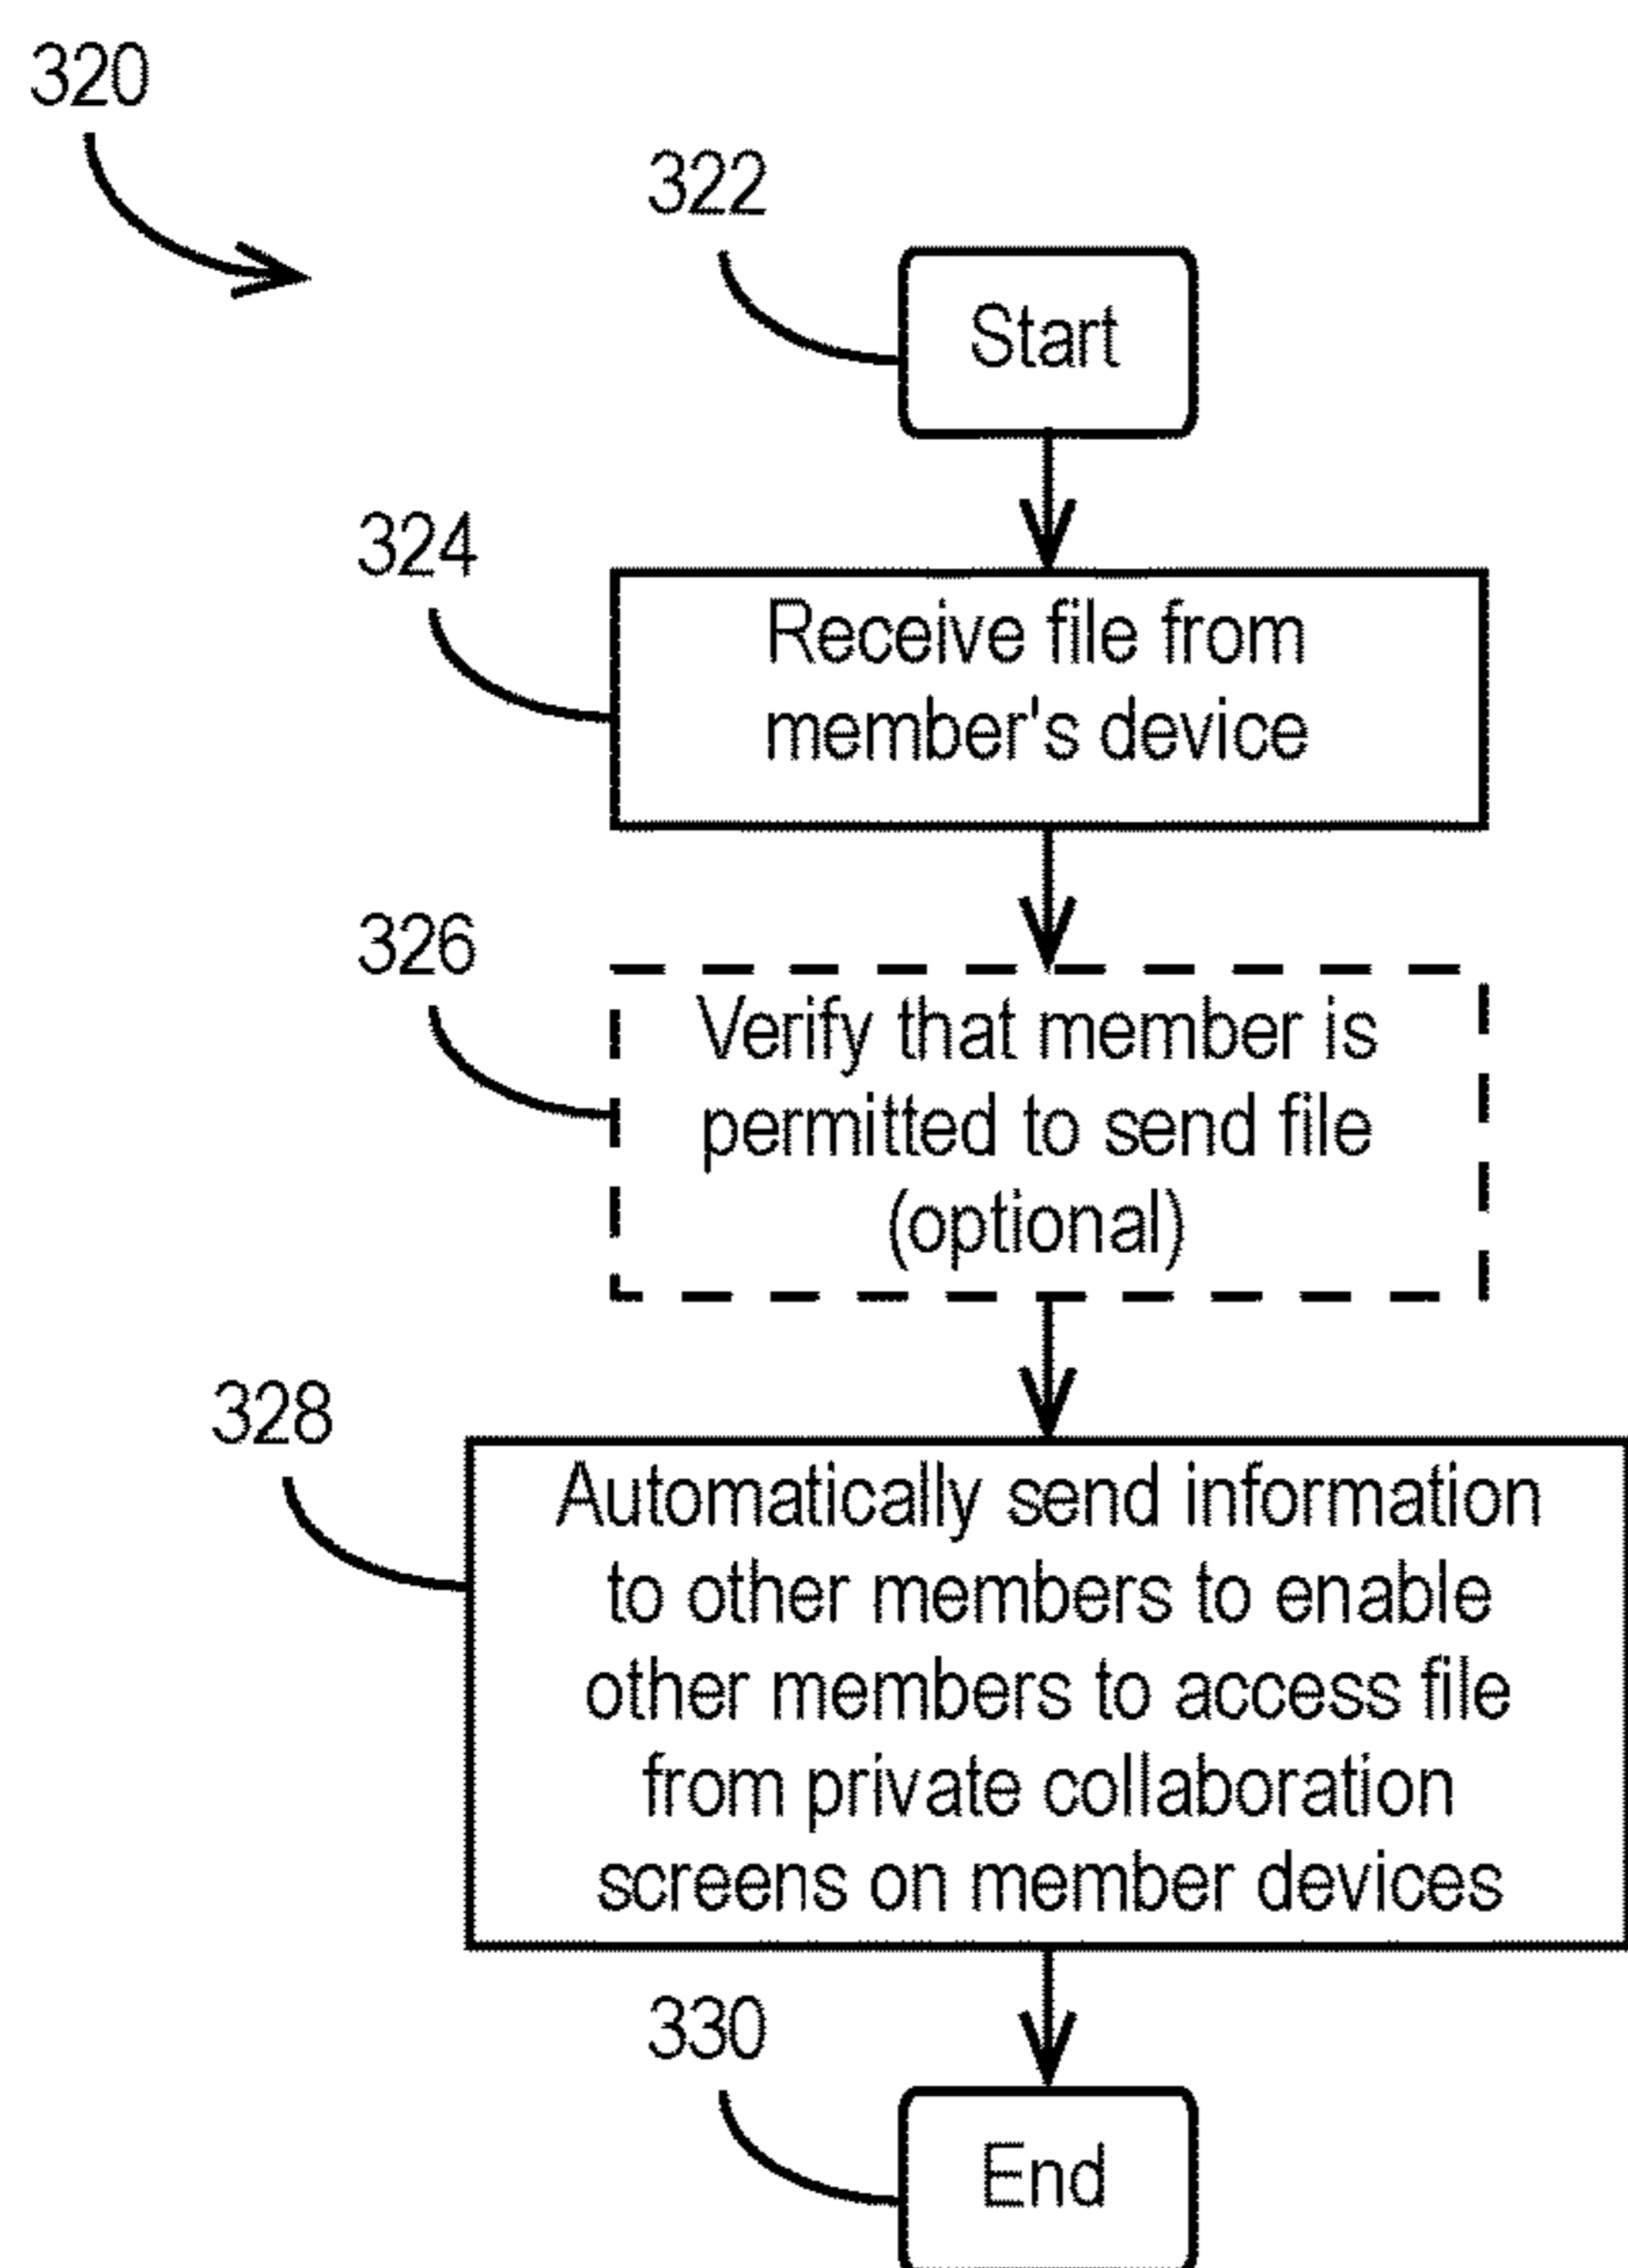 320
322
Start
324
Receive file from
member's device
326
Verify that member is
permitted to send file
(optional)
328
Automatically send information
to other members to enable
other members to access file
from private collaboration
screens on member devices
330
End